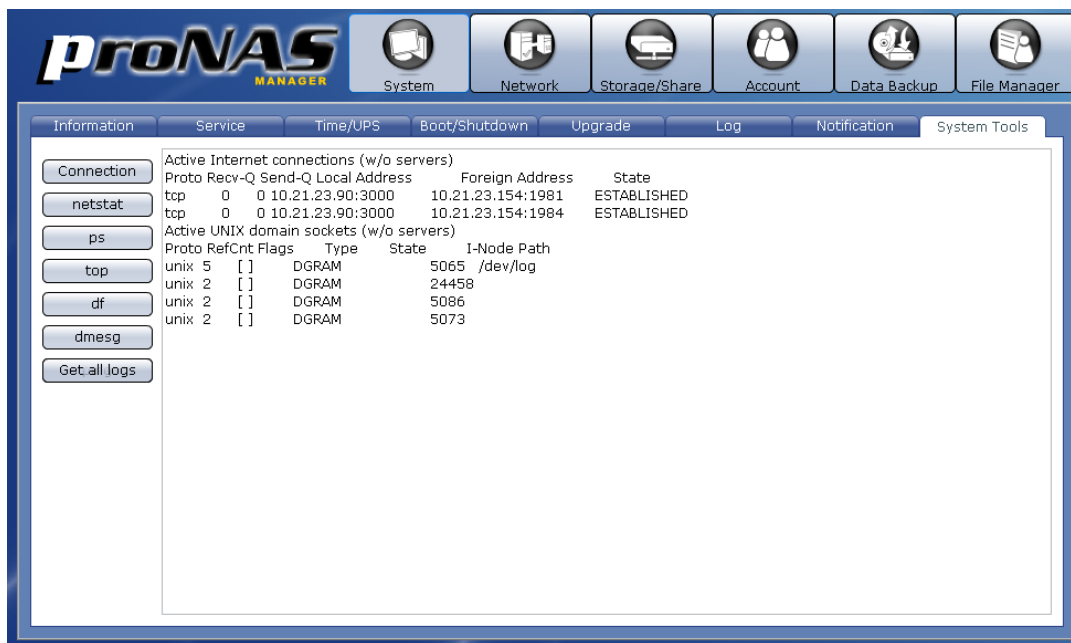 proNAS
MANAGER
System
Network
Storage/Share
Account
Data Backup
File Manager
Information
Service
Time/UPS
Boot/Shutdown
Upgrade
Log
Notification
System Tools
Connection
netstat
ps
top
df
dmesg
Get all logs
Active Internet connections (w/o servers)
Proto Recv-Q Send-Q Local Address Foreign Address State
tcp 0 0 10.21.23.90:3000 10.21.23.154:1981 ESTABLISHED
tcp 0 0 10.21.23.90:3000 10.21.23.154:1984 ESTABLISHED
Active UNIX domain sockets (w/o servers)
Proto RefCnt Flags Type State I-Node Path
unix 5 [ ] DGRAM 5065 /dev/log
unix 2 [ ] DGRAM 24458
unix 2 [ ] DGRAM 5086
unix 2 [ ] DGRAM 5073